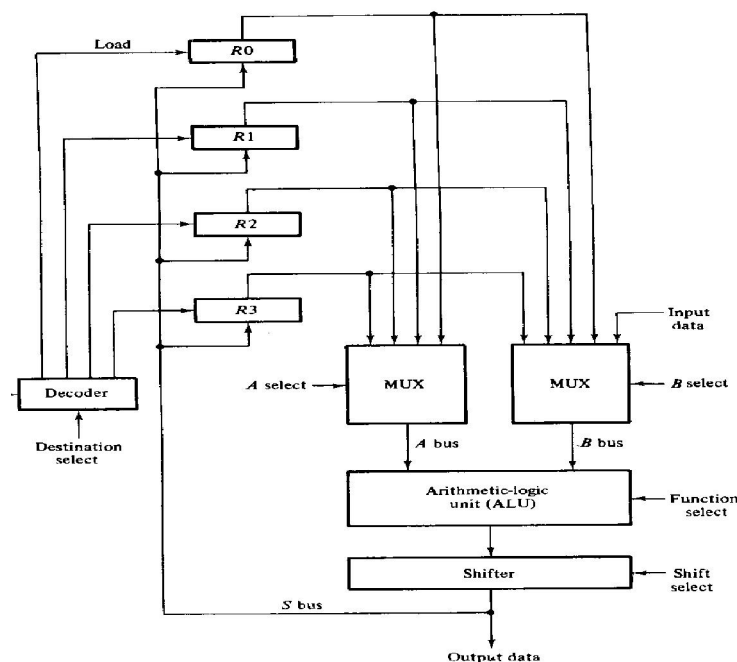 Load
R0
R1
R2
R3
Input
data
Decoder
A select
MUX
MUX
B select
Destination
select
A bus
B bus
Arithmetic-logic
unit (ALU)
Function
select
Shifter
Shift
select
S bus
Output data